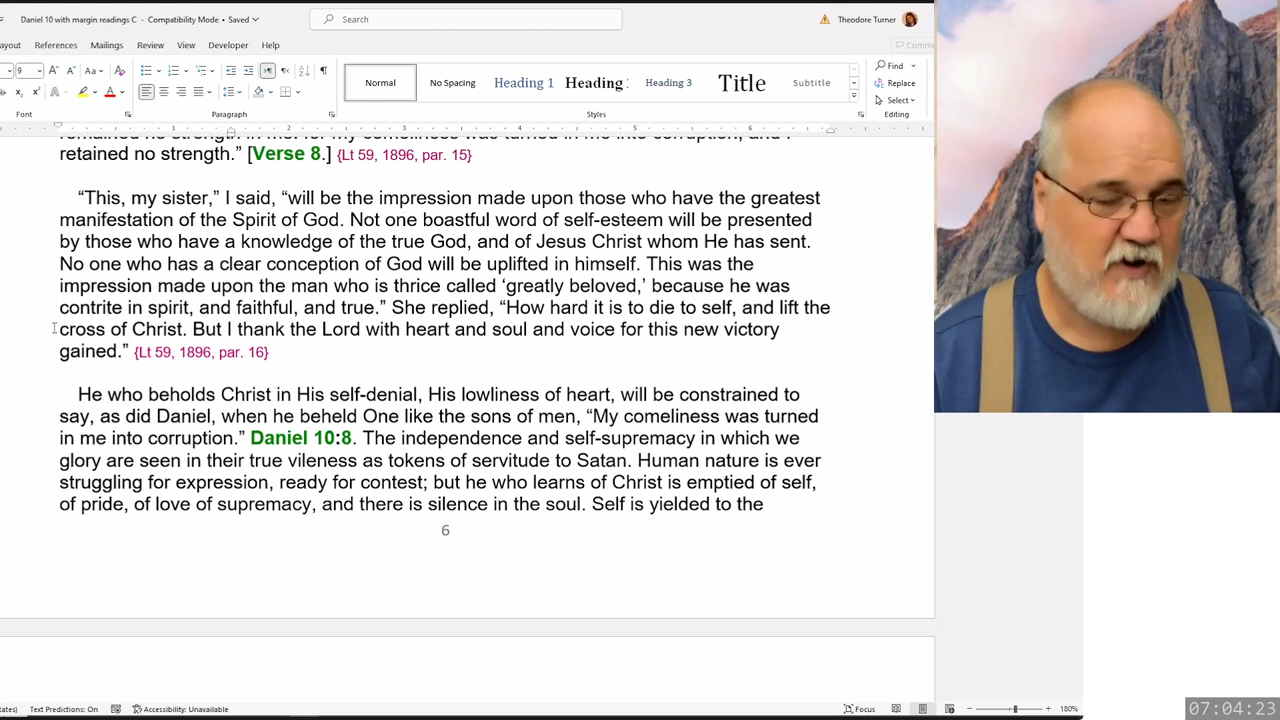 Daniel 10 with margin readings C - Compatibility Mode • Saved
Search
Theodore Turner
ayout References Mailings Review View Developer Help
Comme
9 Aa
Normal No Spacing Heading 1 Heading Heading 3 Title Subtitle
Find
Replace
Select
Font Paragraph Styles Editing
1 2 3 4 5 6 7
retained no strength.” [Verse 8.] {Lt 59, 1896, par. 15}
“This, my sister,” I said, “will be the impression made upon those who have the greatest
manifestation of the Spirit of God. Not one boastful word of self-esteem will be presented
by those who have a knowledge of the true God, and of Jesus Christ whom He has sent.
No one who has a clear conception of God will be uplifted in himself. This was the
impression made upon the man who is thrice called ‘greatly beloved,’ because he was
contrite in spirit, and faithful, and true.” She replied, “How hard it is to die to self, and lift the
cross of Christ. But I thank the Lord with heart and soul and voice for this new victory
gained.” {Lt 59, 1896, par. 16}
He who beholds Christ in His self-denial, His lowliness of heart, will be constrained to
say, as did Daniel, when he beheld One like the sons of men, “My comeliness was turned
in me into corruption.” Daniel 10:8. The independence and self-supremacy in which we
glory are seen in their true vileness as tokens of servitude to Satan. Human nature is ever
struggling for expression, ready for contest; but he who learns of Christ is emptied of self,
of pride, of love of supremacy, and there is silence in the soul. Self is yielded to the
6
tates) Text Predictions: On Accessibility: Unavailable
Focus
180%
07:04:23